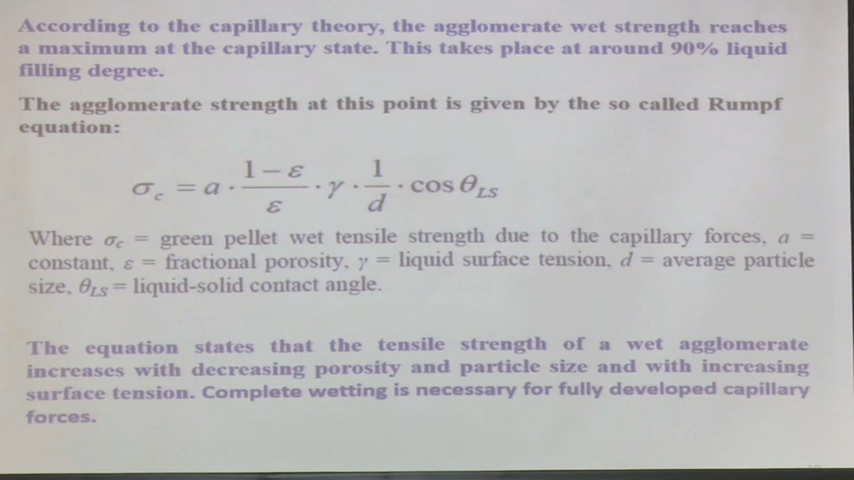 According to the capillary theory, the agglomerate wet strength reaches
a maximum at the capillary state. This takes place at around 90% liquid
filling degree.
The agglomerate strength at this point is given by the so called Rumpf
equation:
σc = a · (1 − ε)/ε · γ · 1/d · cos θLS
Where σc = green pellet wet tensile strength due to the capillary forces, a =
constant, ε = fractional porosity, γ = liquid surface tension, d = average particle
size, θLS = liquid-solid contact angle.
The equation states that the tensile strength of a wet agglomerate
increases with decreasing porosity and particle size and with increasing
surface tension. Complete wetting is necessary for fully developed capillary
forces.